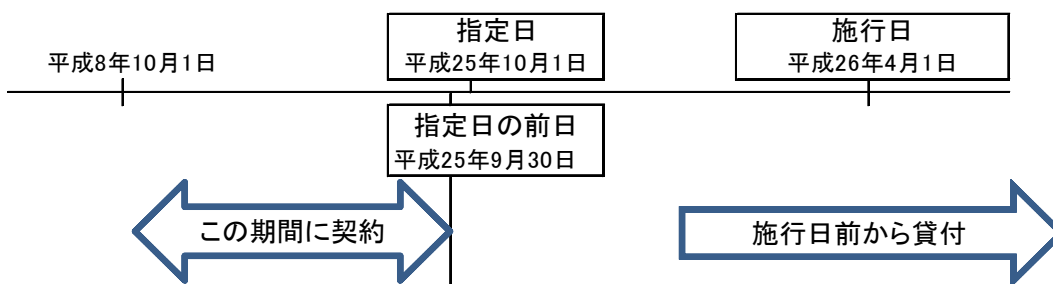 平成8年10月1日
指定日
平成25年10月1日
施行日
平成26年4月1日
指定日の前日
平成25年9月30日
この期間に契約
施行日前から貸付